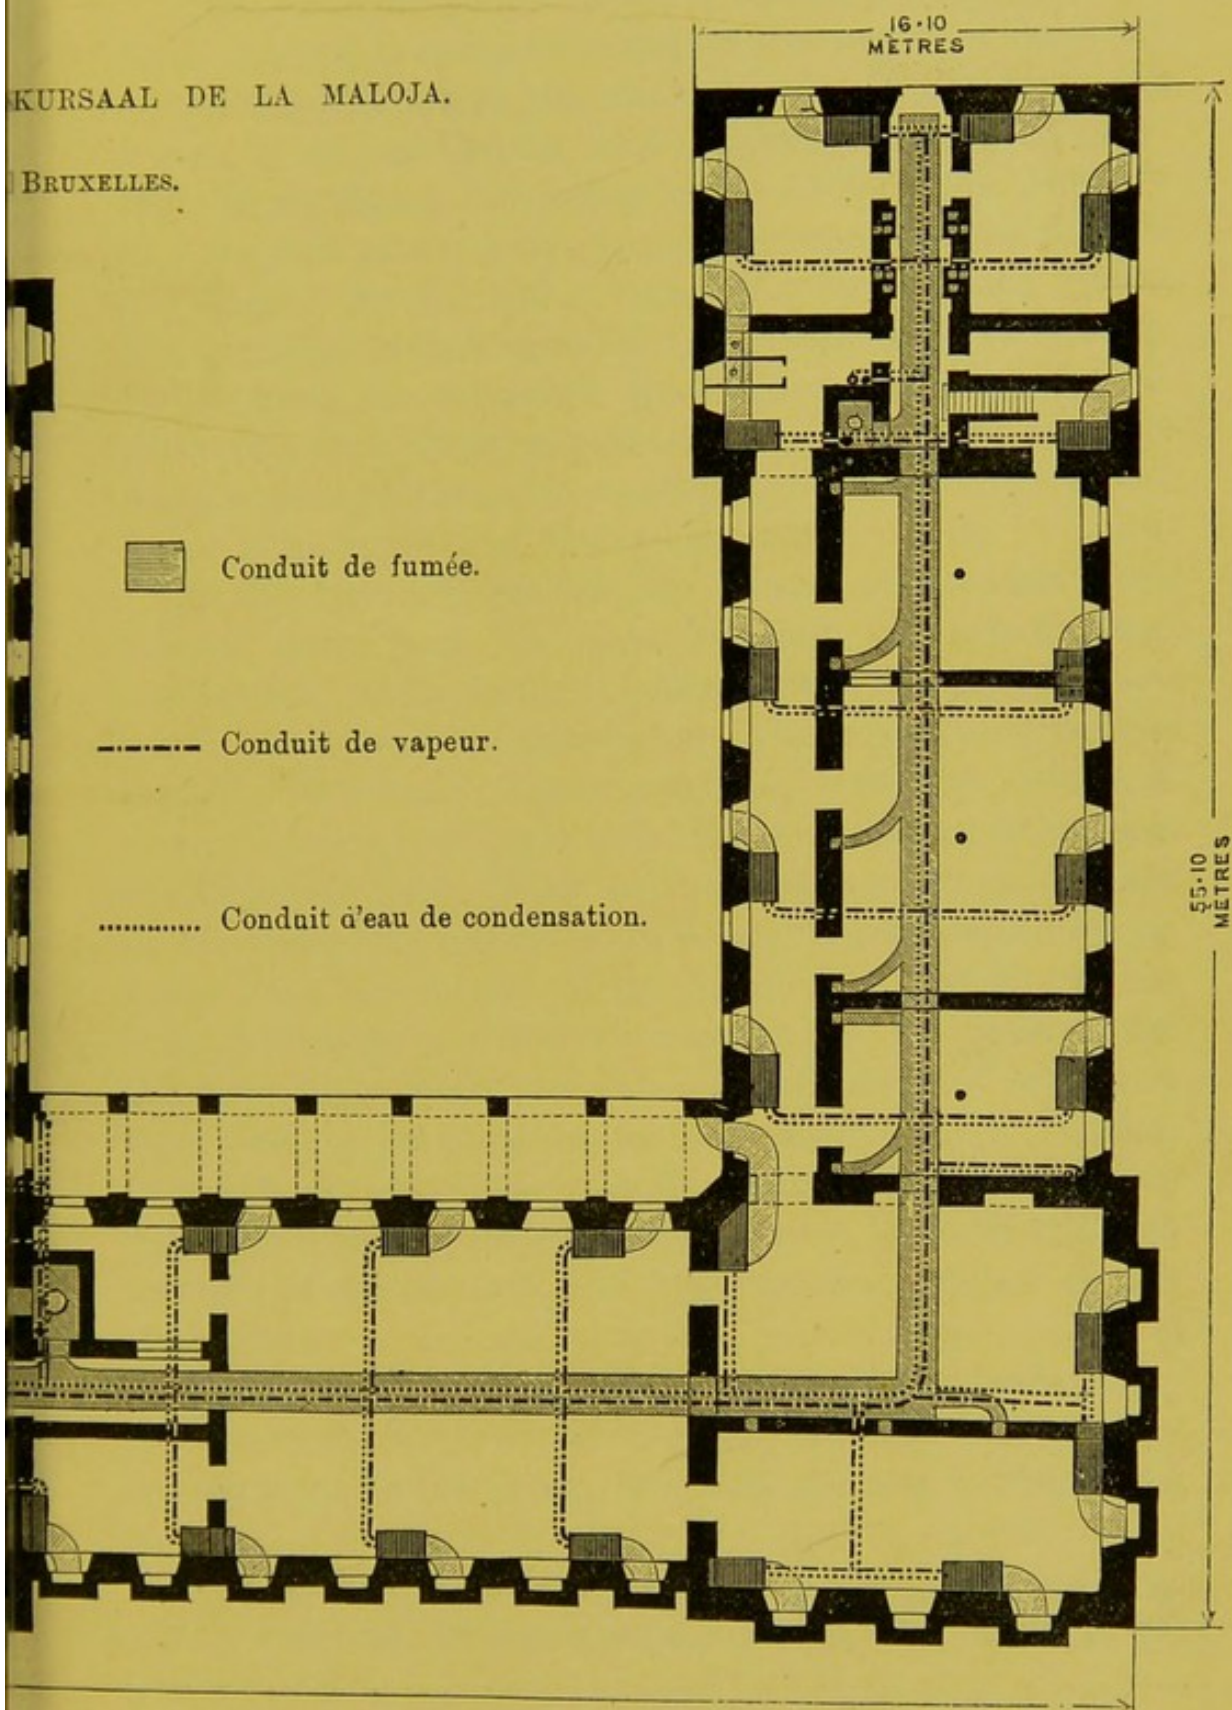 16·10
MÈTRES
KURSAAL DE LA MALOJA.
BRUXELLES.
Conduit de fumée.
Conduit de vapeur.
Conduit d'eau de condensation.
55·10
MÈTRES